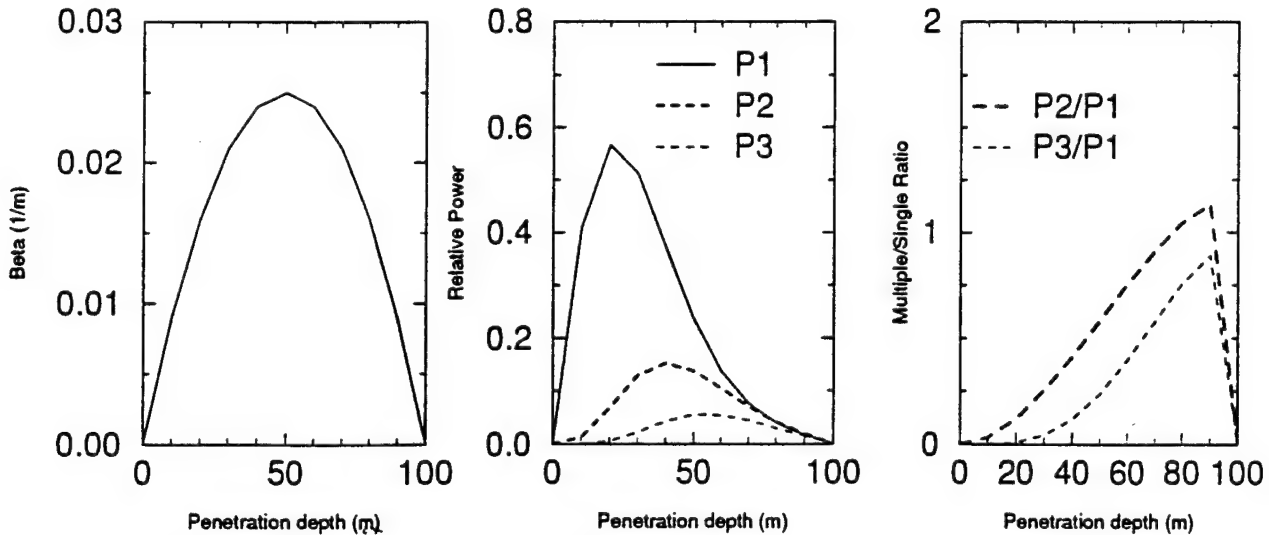 0.03
0.02
0.01
0.00
Beta (1/m)
0
50
100
Penetration depth (m)
0.8
0.6
0.4
0.2
0.0
Relative Power
P1
P2
P3
0
50
100
Penetration depth (m)
2
1
0
Multiple/Single Ratio
P2/P1
P3/P1
0
20
40
60
80
100
Penetration depth (m)